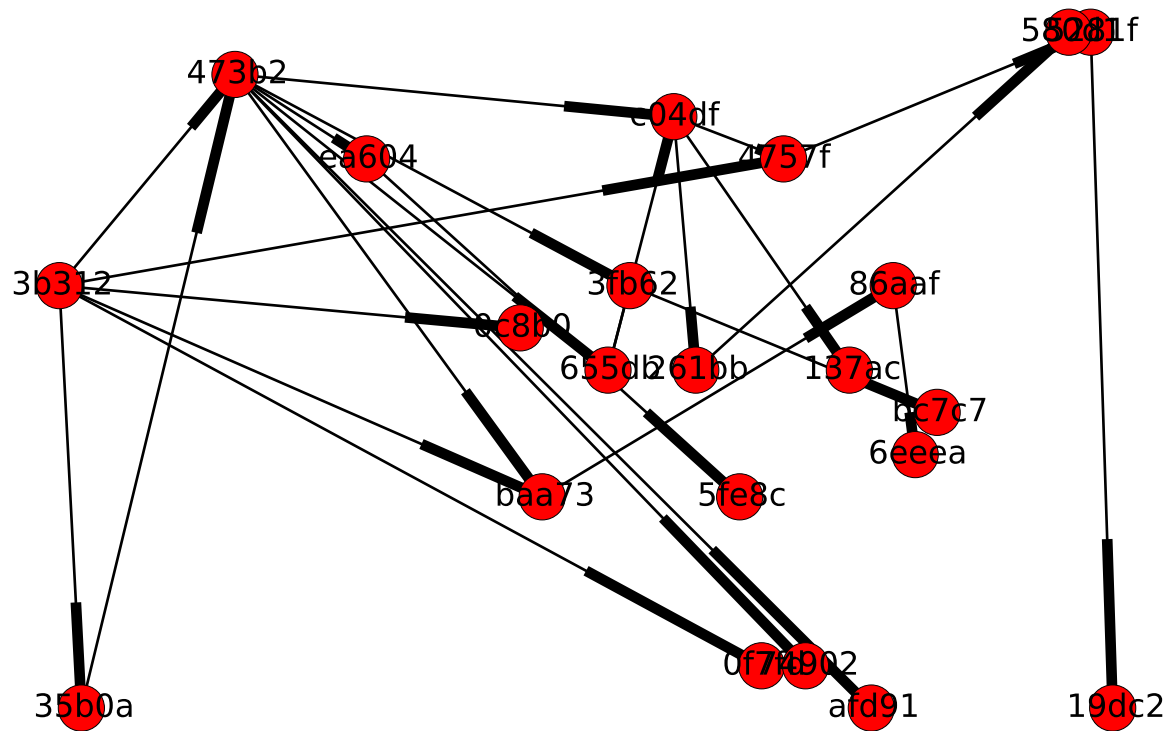 473b2
c04df
ea604
4757f
3b312
3fb62
86aaf
0c8b0
655db
261bb
137ac
bc7c7
6eeea
baa73
5fe8c
35b0a
afd91
19dc2